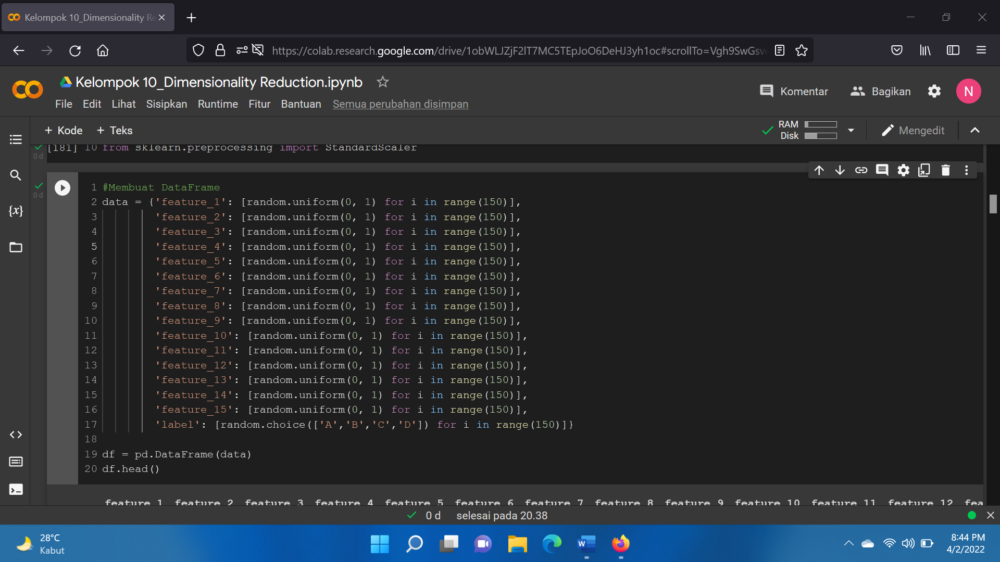 Kelompok 10_Dimensionality Re
https://colab.research.google.com/drive/1obWLJZjF2lT7MC5TEpJoO6DeHJ3yh1oc#scrollTo=Vgh9SwGsv
Kelompok 10_Dimensionality Reduction.ipynb
File Edit Lihat Sisipkan Runtime Fitur Bantuan Semua perubahan disimpan
Komentar Bagikan N
+ Kode + Teks
RAM
Disk
Mengedit
[181] 10 from sklearn.preprocessing import StandardScaler
0 d
0 d
1 #Membuat DataFrame
2 data = {'feature_1': [random.uniform(0, 1) for i in range(150)],
3 'feature_2': [random.uniform(0, 1) for i in range(150)],
4 'feature_3': [random.uniform(0, 1) for i in range(150)],
5 'feature_4': [random.uniform(0, 1) for i in range(150)],
6 'feature_5': [random.uniform(0, 1) for i in range(150)],
7 'feature_6': [random.uniform(0, 1) for i in range(150)],
8 'feature_7': [random.uniform(0, 1) for i in range(150)],
9 'feature_8': [random.uniform(0, 1) for i in range(150)],
10 'feature_9': [random.uniform(0, 1) for i in range(150)],
11 'feature_10': [random.uniform(0, 1) for i in range(150)],
12 'feature_11': [random.uniform(0, 1) for i in range(150)],
13 'feature_12': [random.uniform(0, 1) for i in range(150)],
14 'feature_13': [random.uniform(0, 1) for i in range(150)],
15 'feature_14': [random.uniform(0, 1) for i in range(150)],
16 'feature_15': [random.uniform(0, 1) for i in range(150)],
17 'label': [random.choice(['A','B','C','D']) for i in range(150)]}
18
19 df = pd.DataFrame(data)
20 df.head()
feature_1 feature_2 feature_3 feature_4 feature_5 feature_6 feature_7 feature_8 feature_9 feature_10 feature_11 feature_12 fea
0 d selesai pada 20.38
28°C
Kabut
8:44 PM
4/2/2022